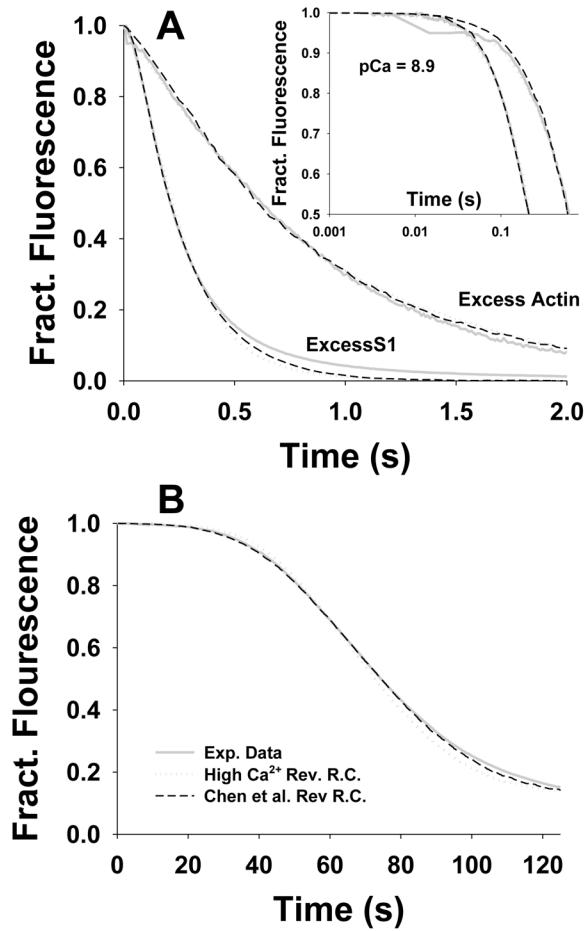 A
Fract. Fluorescence
1.0
0.8
0.6
0.4
0.2
0.0
0.0 0.5 1.0 1.5 2.0
Time (s)
Excess Actin
ExcessS1
Fract. Fluorescence
1.0
0.9
0.8
0.7
0.6
0.5
pCa = 8.9
Time (s)
0.001 0.01 0.1
B
Fract. Flourescence
1.0
0.8
0.6
0.4
0.2
0.0
Exp. Data
High Ca²⁺ Rev. R.C.
Chen et al. Rev R.C.
0 20 40 60 80 100 120
Time (s)